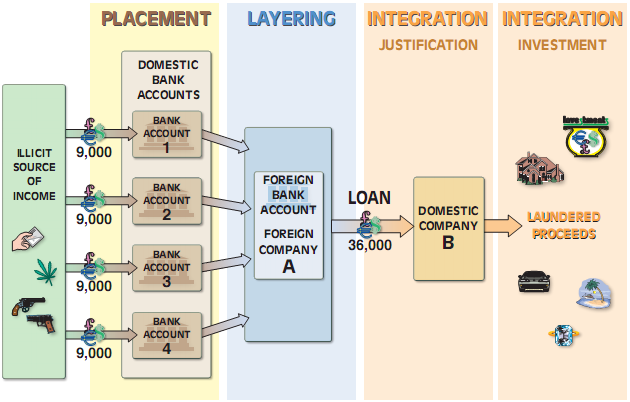 PLACEMENT
LAYERING
INTEGRATION
JUSTIFICATION
INTEGRATION
INVESTMENT
ILLICIT
SOURCE
OF
INCOME
9,000
9,000
9,000
9,000
DOMESTIC
BANK
ACCOUNTS
BANK
ACCOUNT
1
BANK
ACCOUNT
2
BANK
ACCOUNT
3
BANK
ACCOUNT
4
FOREIGN
BANK
ACCOUNT
FOREIGN
COMPANY
A
LOAN
36,000
DOMESTIC
COMPANY
B
Investments
LAUNDERED
PROCEEDS